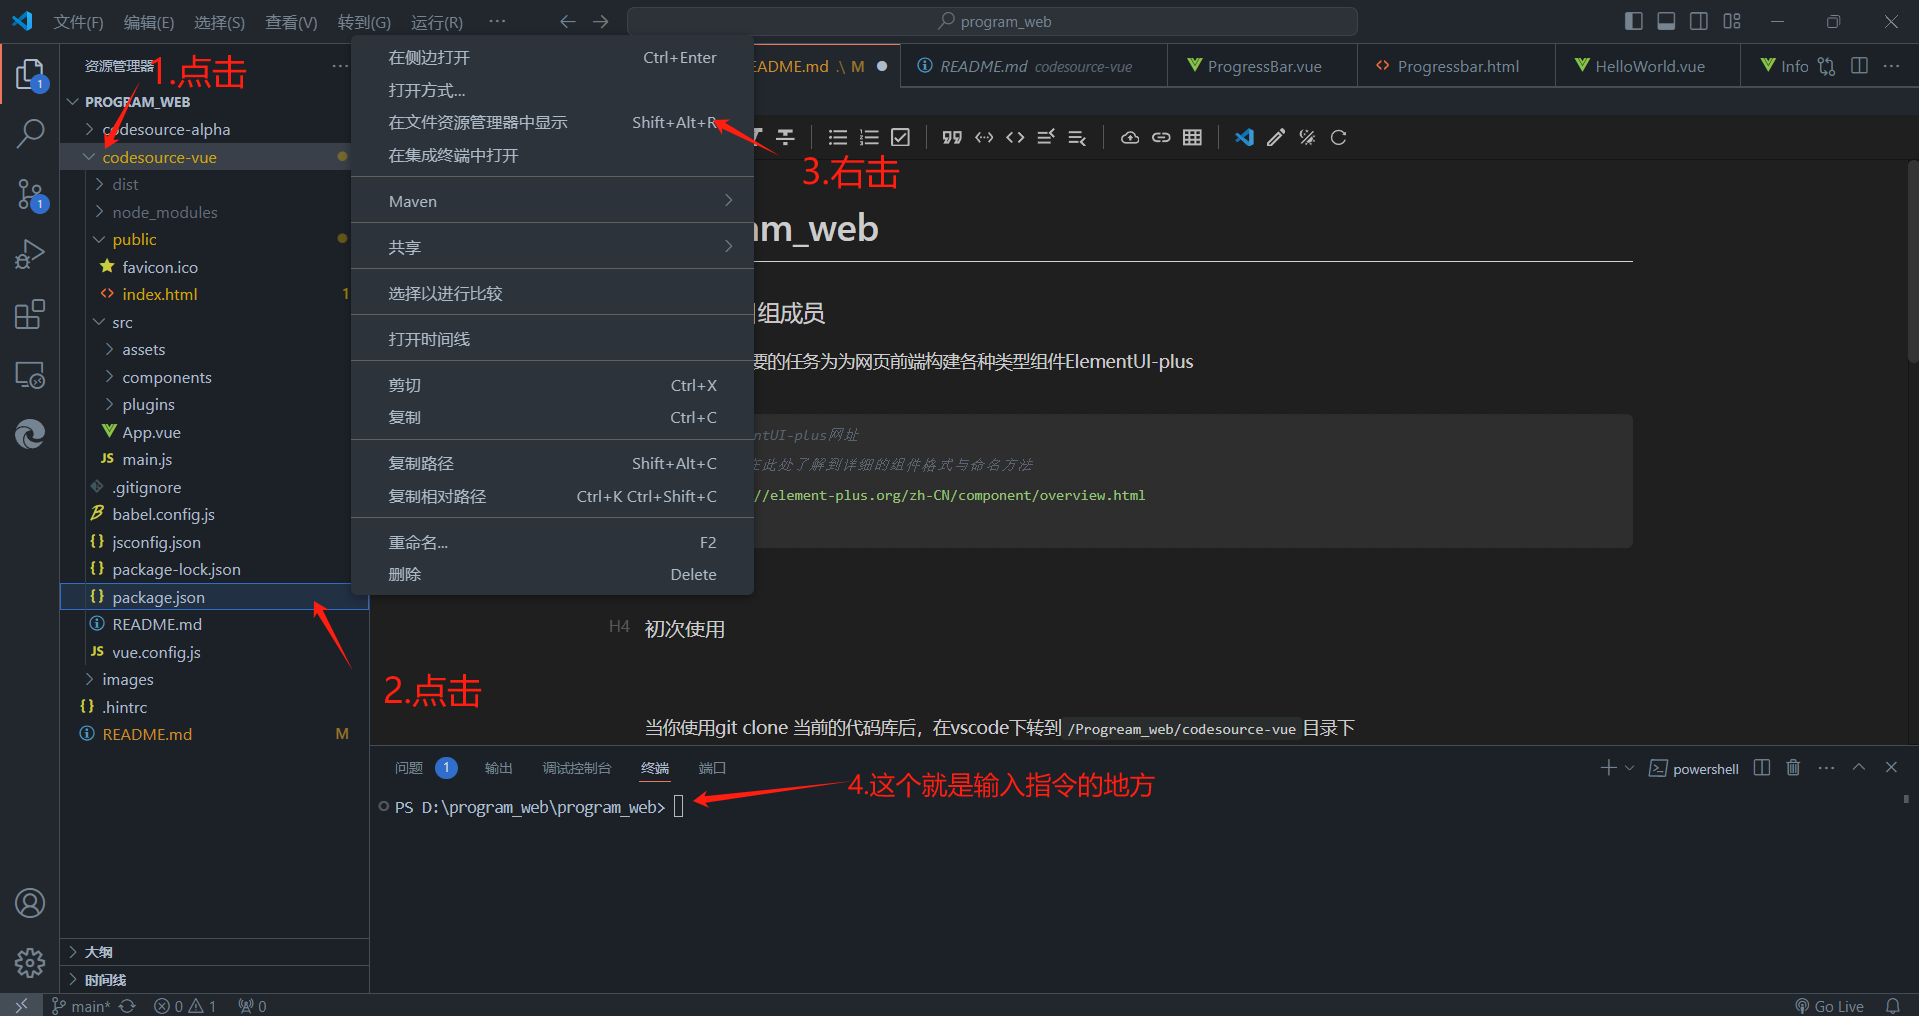 文件(F) 编辑(E) 选择(S) 查看(V) 转到(G) 运行(R) ···
program_web
资源管理器
1.点击
PROGRAM_WEB
codesource-alpha
codesource-vue
dist
node_modules
public
favicon.ico
index.html 1
src
assets
components
plugins
App.vue
JS main.js
.gitignore
babel.config.js
{} jsconfig.json
{} package-lock.json
{} package.json
README.md
JS vue.config.js
images
{} .hintrc
README.md M
大纲
时间线
1
1
在侧边打开 Ctrl+Enter
打开方式...
在文件资源管理器中显示 Shift+Alt+R
在集成终端中打开
Maven
共享
选择以进行比较
打开时间线
剪切 Ctrl+X
复制 Ctrl+C
复制路径 Shift+Alt+C
复制相对路径 Ctrl+K Ctrl+Shift+C
重命名... F2
删除 Delete
2.点击
3.右击
EADME.md .\ M
README.md codesource-vue
ProgressBar.vue
Progressbar.html
HelloWorld.vue
Info
am_web
组成员
要的任务为为网页前端构建各种类型组件ElementUI-plus
entUI-plus网址
在此处了解到详细的组件格式与命名方法
//element-plus.org/zh-CN/component/overview.html
H4 初次使用
当你使用git clone 当前的代码库后，在vscode下转到 /Progream_web/codesource-vue 目录下
问题 1 输出 调试控制台 终端 端口
powershell
4.这个就是输入指令的地方
PS D:\program_web\program_web>
main* 0 1 0
Go Live